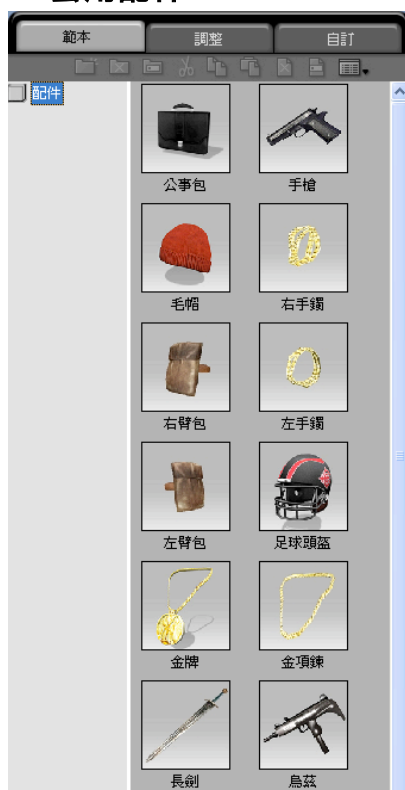 範本 調整 自訂
配件
公事包 手槍
毛帽 右手鐲
右臂包 左手鐲
左臂包 足球頭盔
金牌 金項鍊
長劍 烏茲